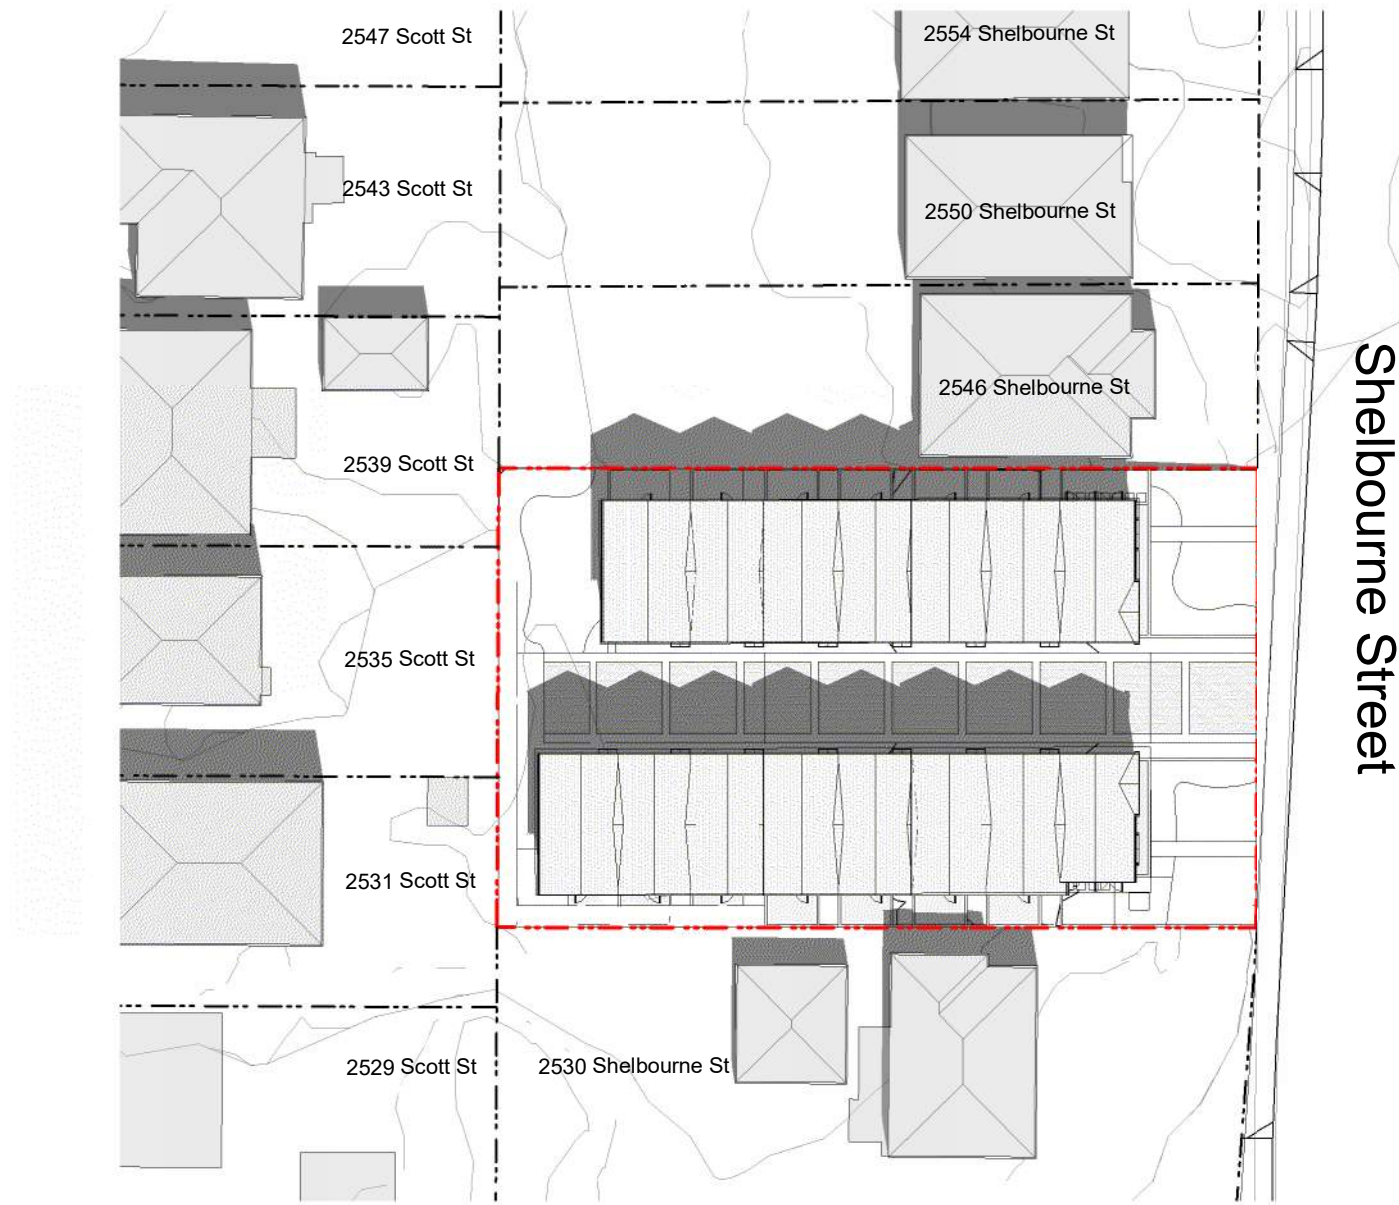 2547 Scott St
2554 Shelbourne St
2543 Scott St
2550 Shelbourne St
2546 Shelbourne St
2539 Scott St
2535 Scott St
2531 Scott St
2529 Scott St
2530 Shelbourne St
Shelbourne Street